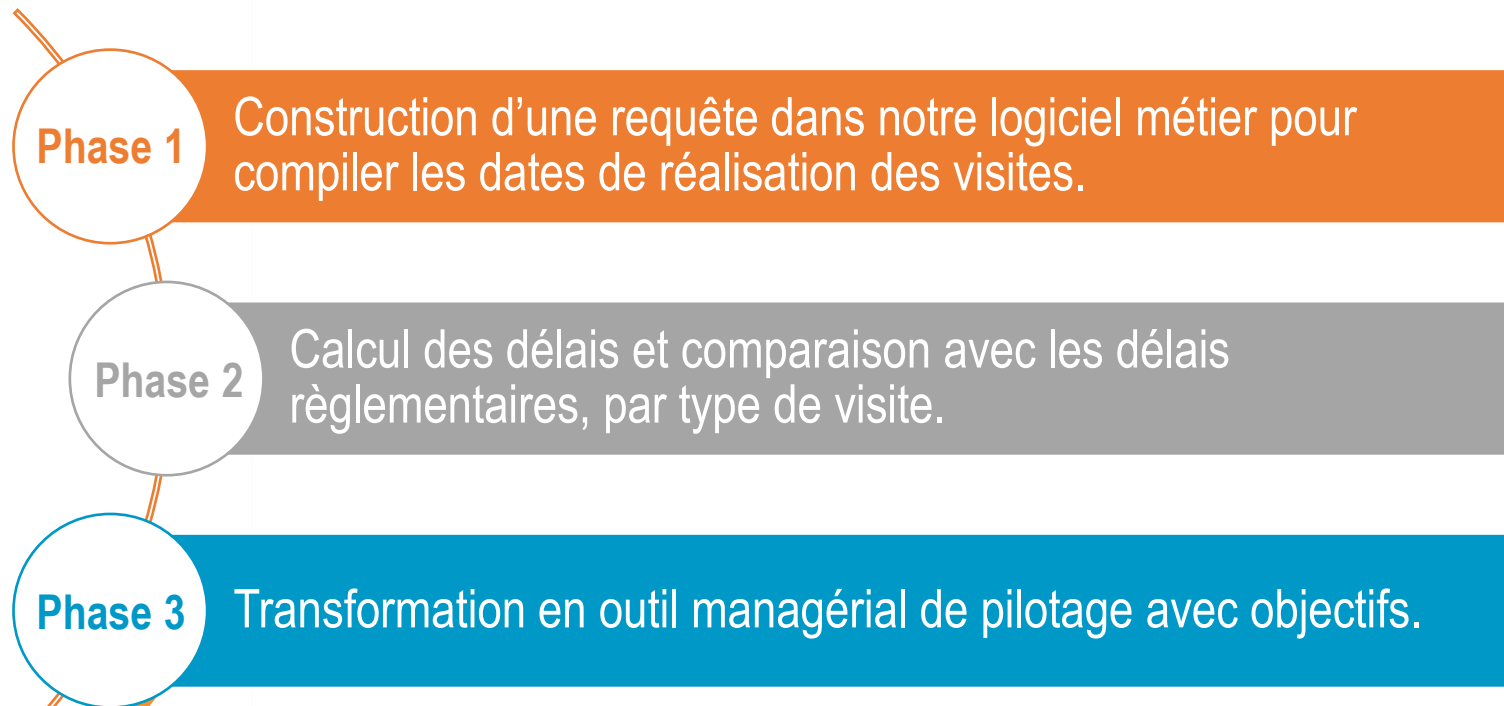 Phase 1
Construction d’une requête dans notre logiciel métier pour
compiler les dates de réalisation des visites.
Phase 2
Calcul des délais et comparaison avec les délais
règlementaires, par type de visite.
Phase 3
Transformation en outil managérial de pilotage avec objectifs.